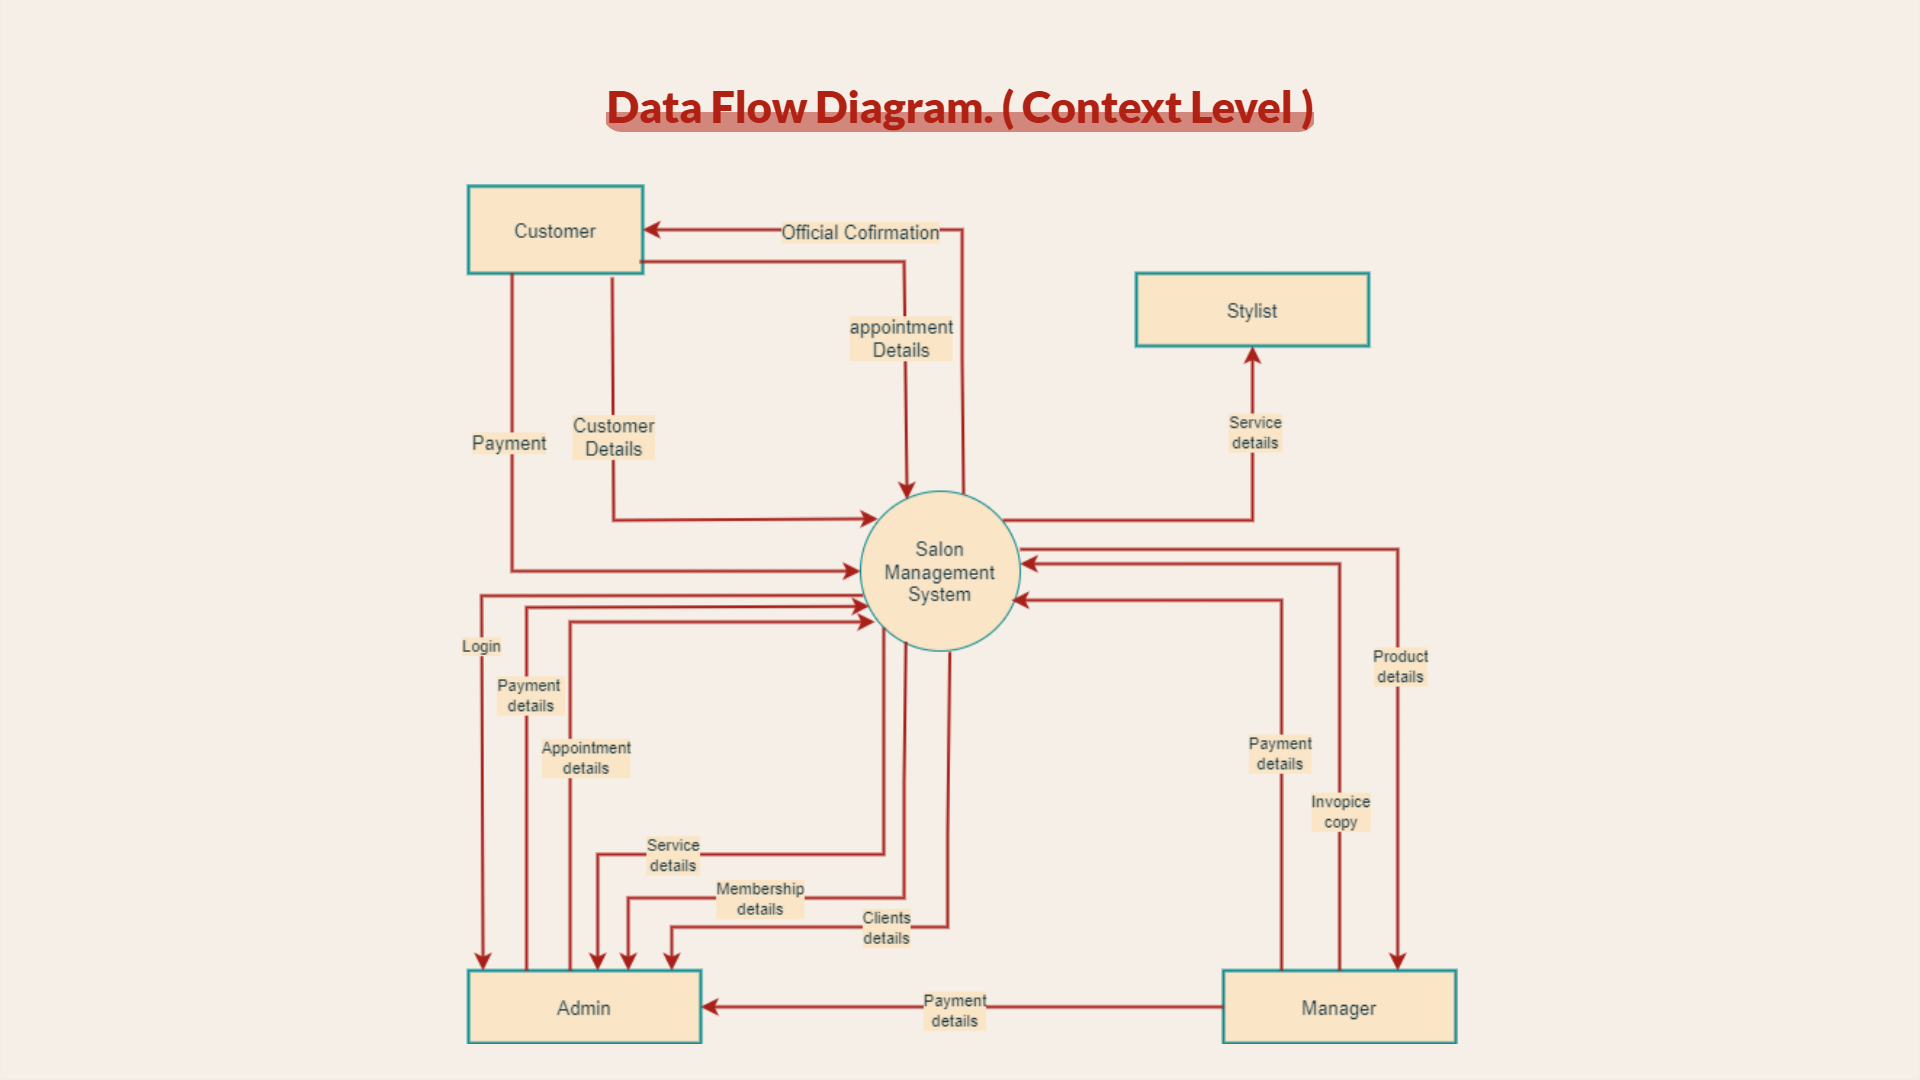 Data Flow Diagram. ( Context Level )
Customer
Official Cofirmation
Stylist
appointment
Details
Payment
Customer
Details
Service
details
Salon
Management
System
Login
Payment
details
Appointment
details
Product
details
Payment
details
Invopice
copy
Service
details
Membership
details
Clients
details
Admin
Payment
details
Manager